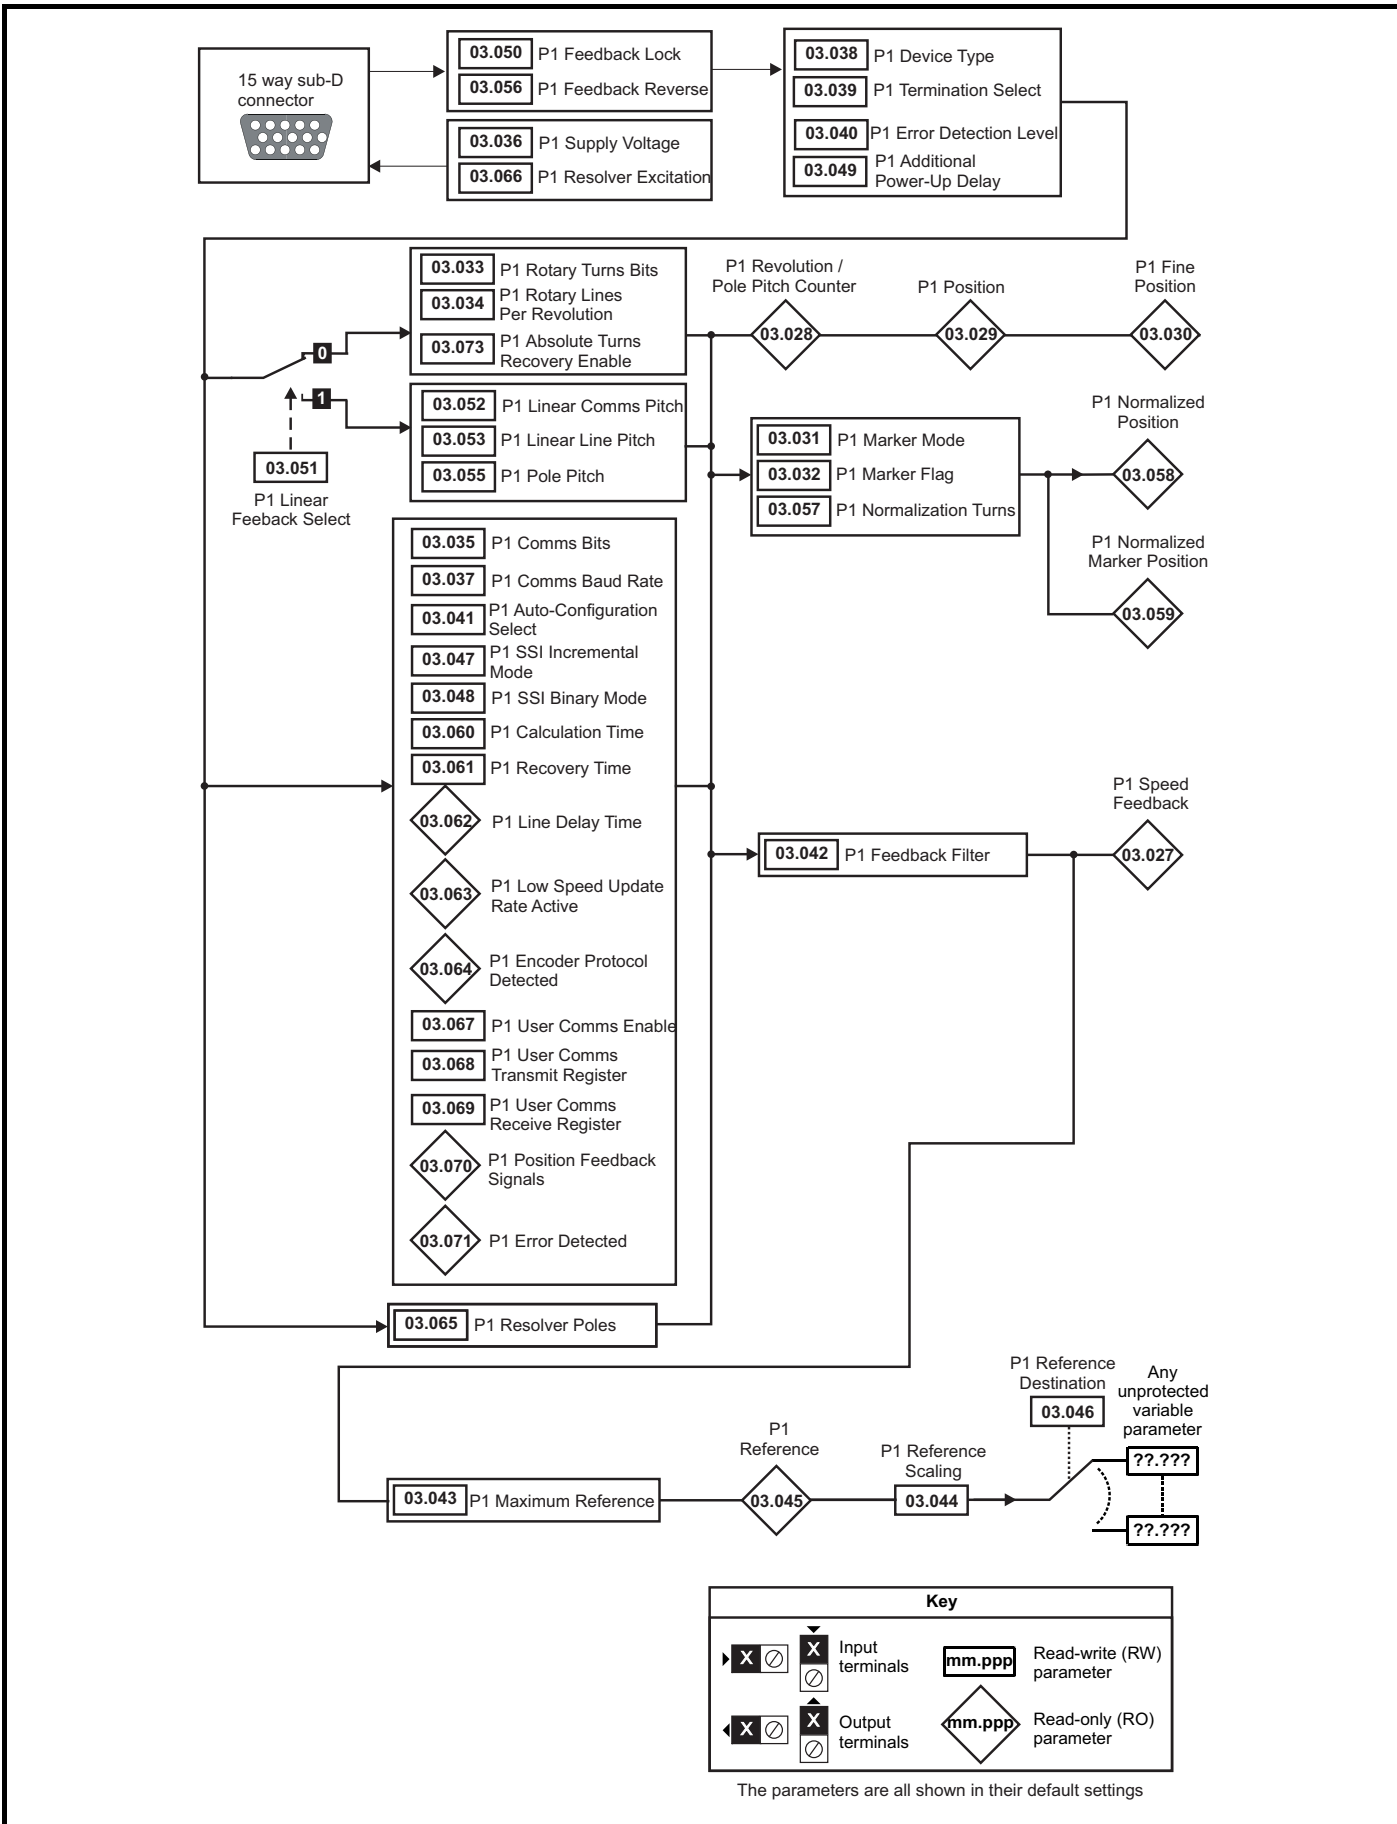 15 way sub-D
connector
03.050 P1 Feedback Lock
03.056 P1 Feedback Reverse
03.036 P1 Supply Voltage
03.066 P1 Resolver Excitation
03.038 P1 Device Type
03.039 P1 Termination Select
03.040 P1 Error Detection Level
03.049 P1 Additional
Power-Up Delay
03.033 P1 Rotary Turns Bits
03.034 P1 Rotary Lines
Per Revolution
03.073 P1 Absolute Turns
Recovery Enable
0
1
03.051
P1 Linear
Feeback Select
03.052 P1 Linear Comms Pitch
03.053 P1 Linear Line Pitch
03.055 P1 Pole Pitch
P1 Revolution /
Pole Pitch Counter
03.028
P1 Position
03.029
P1 Fine
Position
03.030
03.031 P1 Marker Mode
03.032 P1 Marker Flag
03.057 P1 Normalization Turns
P1 Normalized
Position
03.058
P1 Normalized
Marker Position
03.059
03.035 P1 Comms Bits
03.037 P1 Comms Baud Rate
03.041 P1 Auto-Configuration
Select
03.047 P1 SSI Incremental
Mode
03.048 P1 SSI Binary Mode
03.060 P1 Calculation Time
03.061 P1 Recovery Time
03.062 P1 Line Delay Time
03.063 P1 Low Speed Update
Rate Active
03.064 P1 Encoder Protocol
Detected
03.067 P1 User Comms Enable
03.068 P1 User Comms
Transmit Register
03.069 P1 User Comms
Receive Register
03.070 P1 Position Feedback
Signals
03.071 P1 Error Detected
03.042 P1 Feedback Filter
P1 Speed
Feedback
03.027
03.065 P1 Resolver Poles
03.043 P1 Maximum Reference
P1
Reference
03.045
P1 Reference
Scaling
03.044
P1 Reference
Destination
03.046
Any
unprotected
variable
parameter
??.???
??.???
Key
X
X
Input
terminals
mm.ppp
Read-write (RW)
parameter
X
X
Output
terminals
mm.ppp
Read-only (RO)
parameter
The parameters are all shown in their default settings